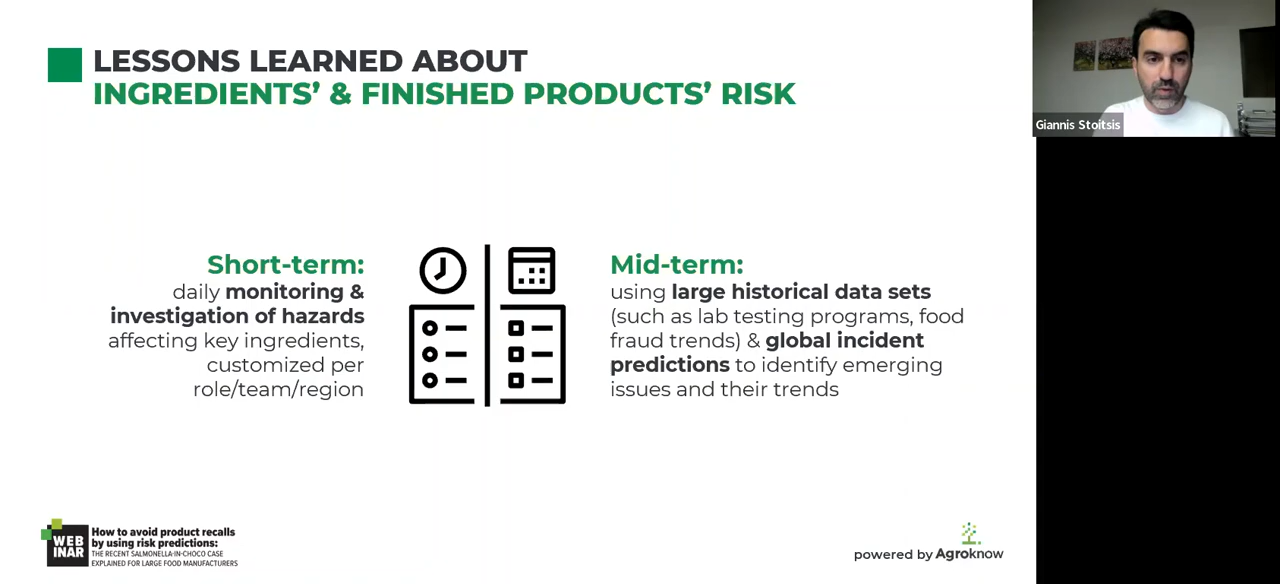 LESSONS LEARNED ABOUT
INGREDIENTS’ & FINISHED PRODUCTS’ RISK
Giannis Stoitsis
Short-term:
daily monitoring &
investigation of hazards
affecting key ingredients,
customized per
role/team/region
Mid-term:
using large historical data sets
(such as lab testing programs, food
fraud trends) & global incident
predictions to identify emerging
issues and their trends
WEB
INAR
How to avoid product recalls
by using risk predictions:
THE RECENT SALMONELLA-IN-CHOCO CASE
EXPLAINED FOR LARGE FOOD MANUFACTURERS
powered by Agroknow